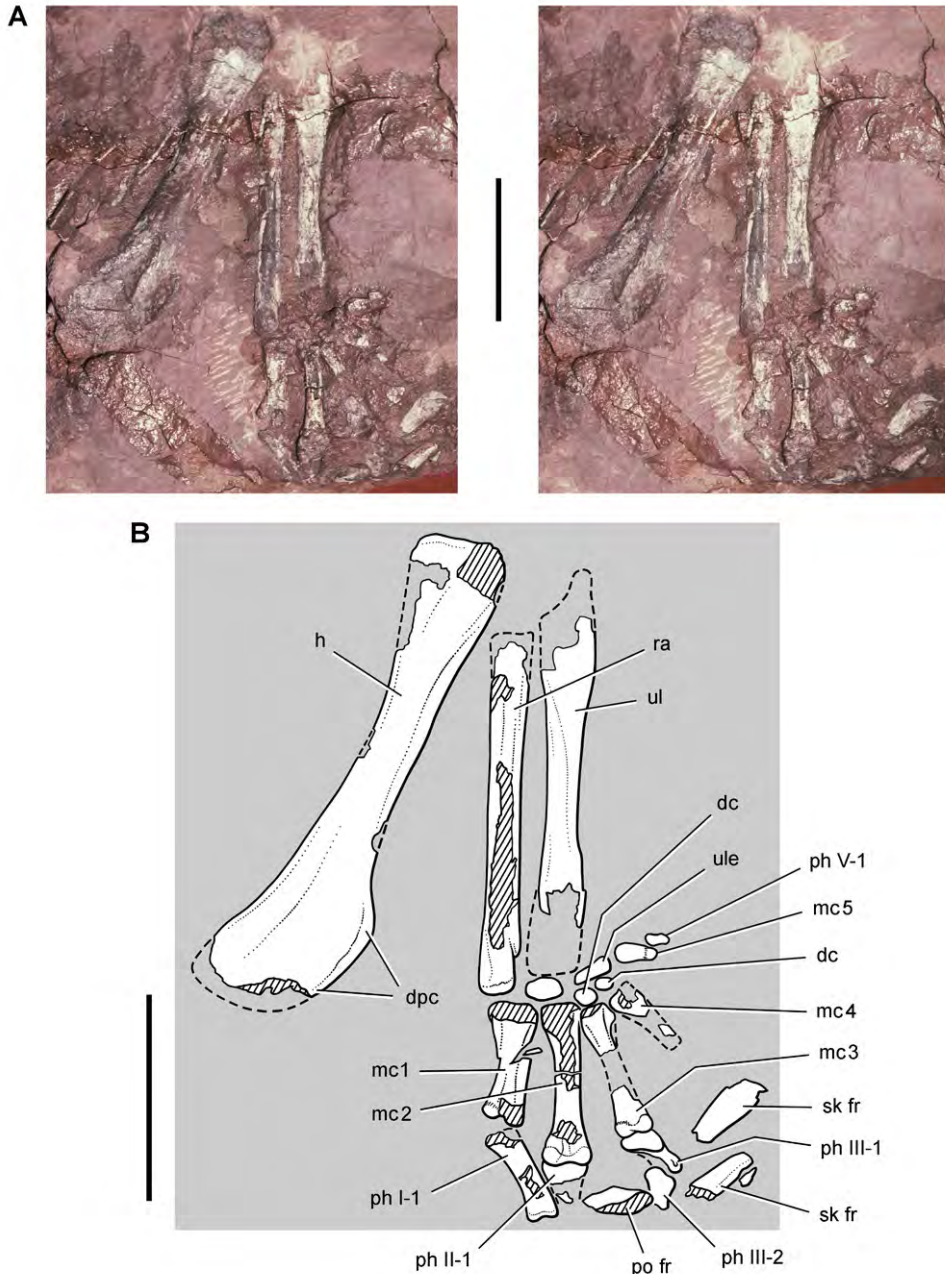 A
B
h
ra
ul
dc
ule
ph V-1
mc5
dpc
dc
mc4
mc1
mc3
mc2
sk fr
ph III-1
ph I-1
sk fr
ph II-1
po fr
ph III-2